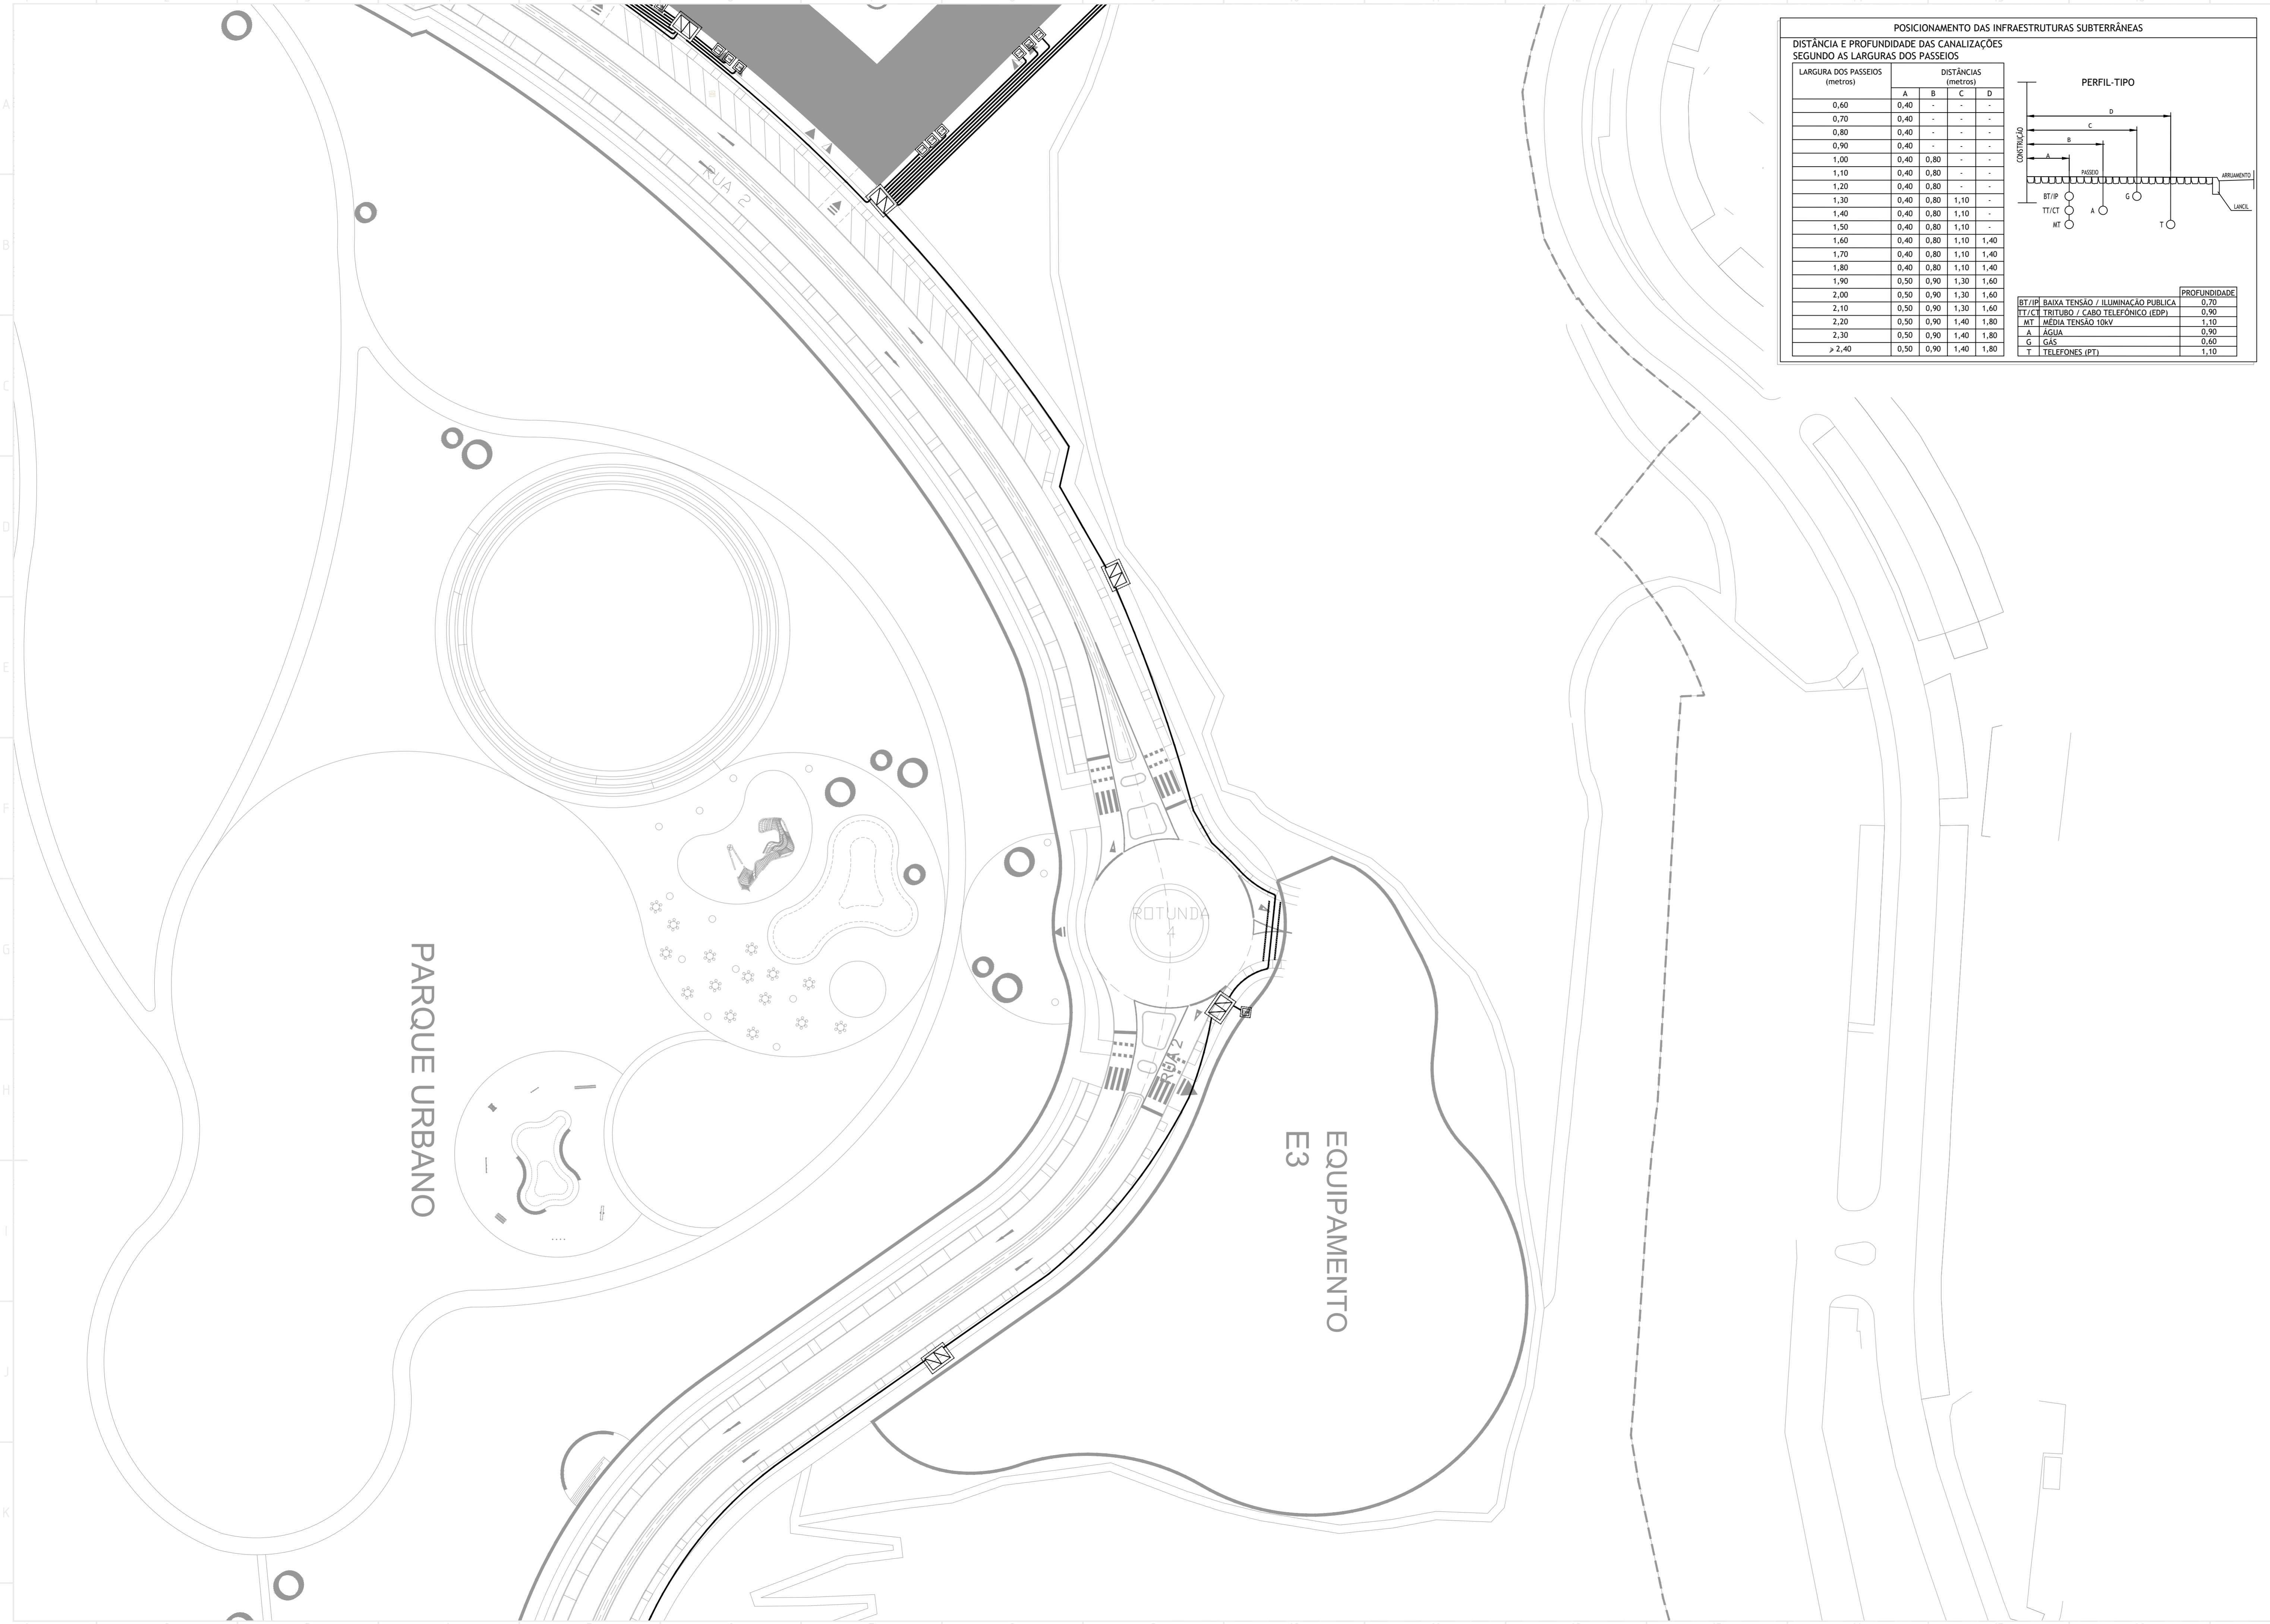 POSICIONAMENTO DAS INFRAESTRUTURAS SUBTERRÂNEAS
DISTÂNCIA E PROFUNDIDADE DAS CANALIZAÇÕES
SEGUNDO AS LARGURAS DOS PASSEIOS
LARGURA DOS PASSEIOS (metros) DISTÂNCIAS (metros)
A B C D
0,60 0,40 - - -
0,70 0,40 - - -
0,80 0,40 - - -
0,90 0,40 - - -
1,00 0,40 0,80 - -
1,10 0,40 0,80 - -
1,20 0,40 0,80 - -
1,30 0,40 0,80 1,10 -
1,40 0,40 0,80 1,10 -
1,50 0,40 0,80 1,10 -
1,60 0,40 0,80 1,10 1,40
1,70 0,40 0,80 1,10 1,40
1,80 0,40 0,80 1,10 1,40
1,90 0,50 0,90 1,30 1,60
2,00 0,50 0,90 1,30 1,60
2,10 0,50 0,90 1,30 1,60
2,20 0,50 0,90 1,40 1,80
2,30 0,50 0,90 1,40 1,80
⩾ 2,40 0,50 0,90 1,40 1,80
PERFIL-TIPO
D
C
B
A
CONSTRUÇÃO
PASSEIO
ARRUAMENTO
LANCIL
BT/IP
TT/CT
MT
A
G
T
PROFUNDIDADE
BT/IP BAIXA TENSÃO / ILUMINAÇÃO PUBLICA 0,70
TT/CT TRITUBO / CABO TELEFÓNICO (EDP) 0,90
MT MÉDIA TENSÃO 10kV 1,10
A ÁGUA 0,90
G GÁS 0,60
T TELEFONES (PT) 1,10
RUA 2
ROTUNDA
4
RUA 2
PARQUE URBANO
EQUIPAMENTO
E3
A
B
C
D
E
F
G
H
I
J
K